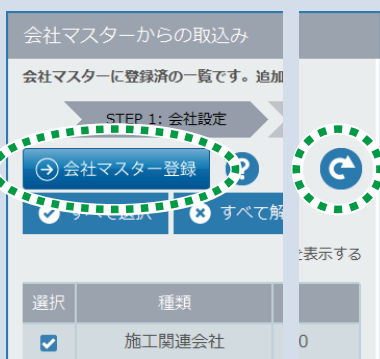 会社マスターからの取込み
会社マスターに登録済の一覧です。追加
STEP 1: 会社設定
会社マスター登録 ?
すべて選択 すべて解
を表示する
選択 種類
施工関連会社 0